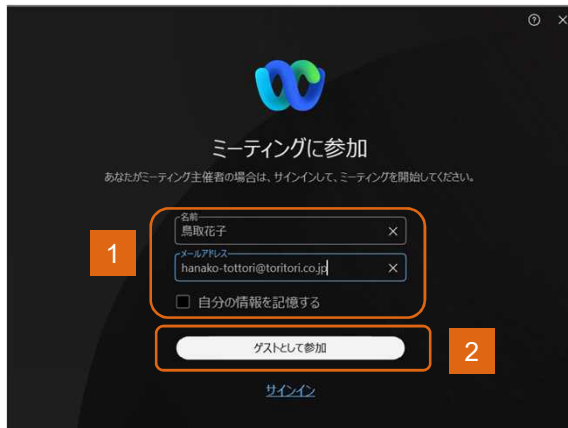 ミーティングに参加
あなたがミーティング主催者の場合は、サインインして、ミーティングを開始してください。
名前
鳥取花子
メールアドレス
hanako-tottori@toritori.co.jp
1
自分の情報を記憶する
ゲストとして参加
2
サインイン